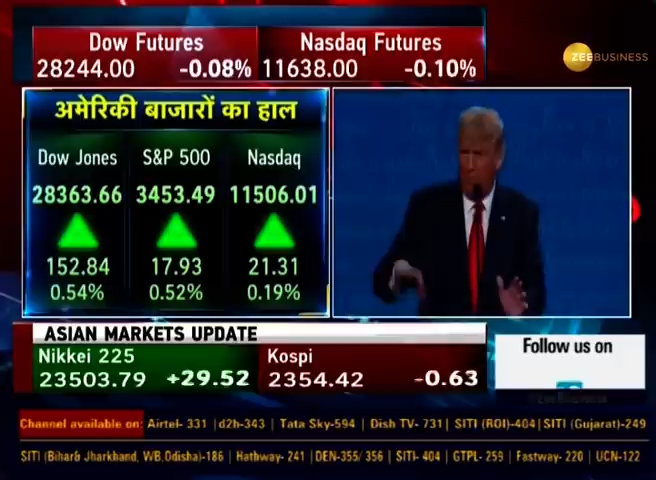 Dow Futures
28244.00 -0.08%
Nasdaq Futures
11638.00 -0.10%
ZEEBUSINESS
अमेरिकी बाजारों का हाल
Dow Jones S&P 500 Nasdaq
28363.66 3453.49 11506.01
152.84 17.93 21.31
0.54% 0.52% 0.19%
ASIAN MARKETS UPDATE
Nikkei 225
23503.79 +29.52
Kospi
2354.42 -0.63
Follow us on
Channel available on: Airtel- 331 | d2h-343 | Tata Sky-594 | Dish TV- 731 | SITI (ROI)-404 | SITI (Gujarat)-249
SITI (Bihar & Jharkhand, WB, Odisha)-186 | Hathway- 241 | DEN-355/ 356 | SITI- 404 | GTPL- 259 | Fastway- 220 | UCN-122